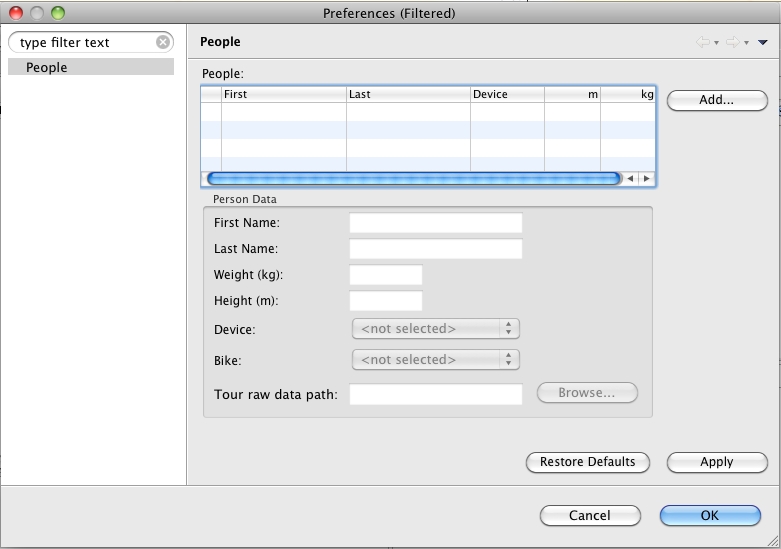 Preferences (Filtered)
type filter text
People
People
People:
First Last Device m kg
Add...
Person Data
First Name:
Last Name:
Weight (kg):
Height (m):
Device: <not selected>
Bike: <not selected>
Tour raw data path: Browse...
Restore Defaults Apply
Cancel OK